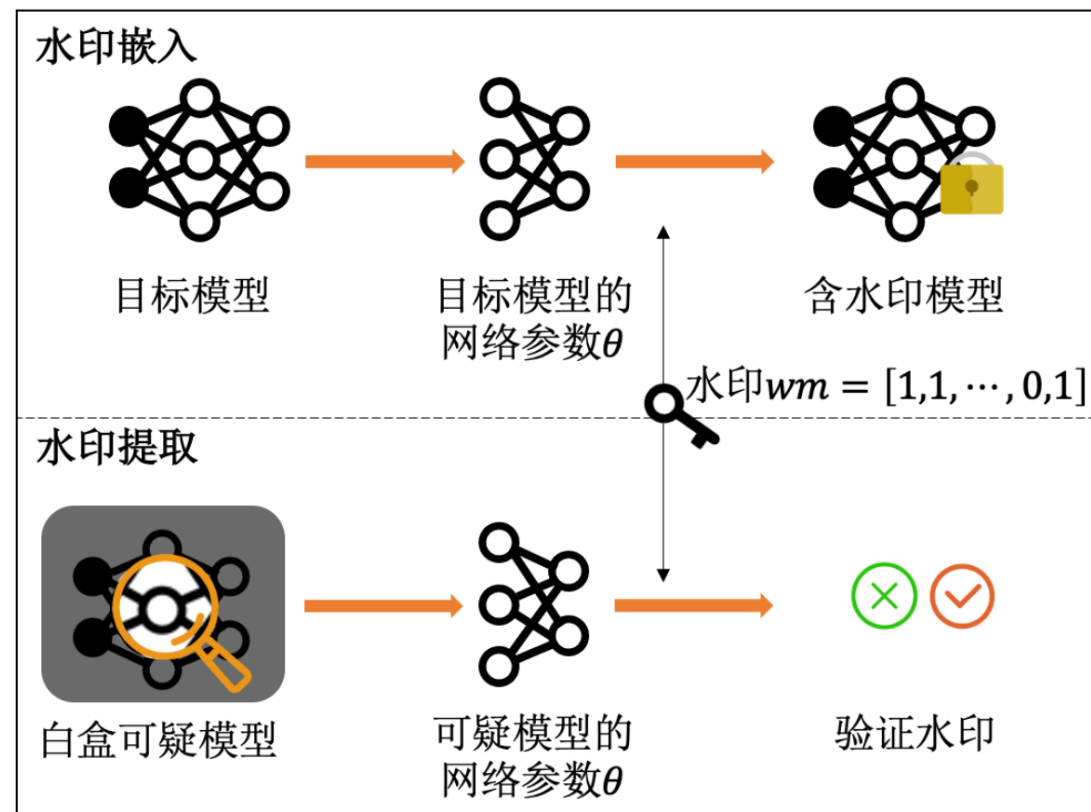 水印嵌入
目标模型
目标模型的
网络参数θ
含水印模型
水印wm = [1,1,⋯,0,1]
水印提取
白盒可疑模型
可疑模型的
网络参数θ
验证水印